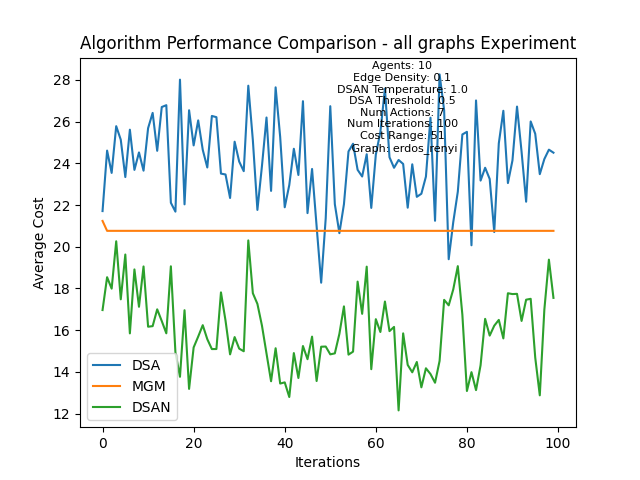 Algorithm Performance Comparison - all graphs Experiment
Agents: 10
Edge Density: 0.1
DSAN Temperature: 1.0
DSA Threshold: 0.5
Num Actions: 7
Num Iterations: 100
Cost Range: 51
Graph: erdos_renyi
28
26
24
22
20
18
16
14
12
Average Cost
DSA
MGM
DSAN
0
20
40
60
80
100
Iterations